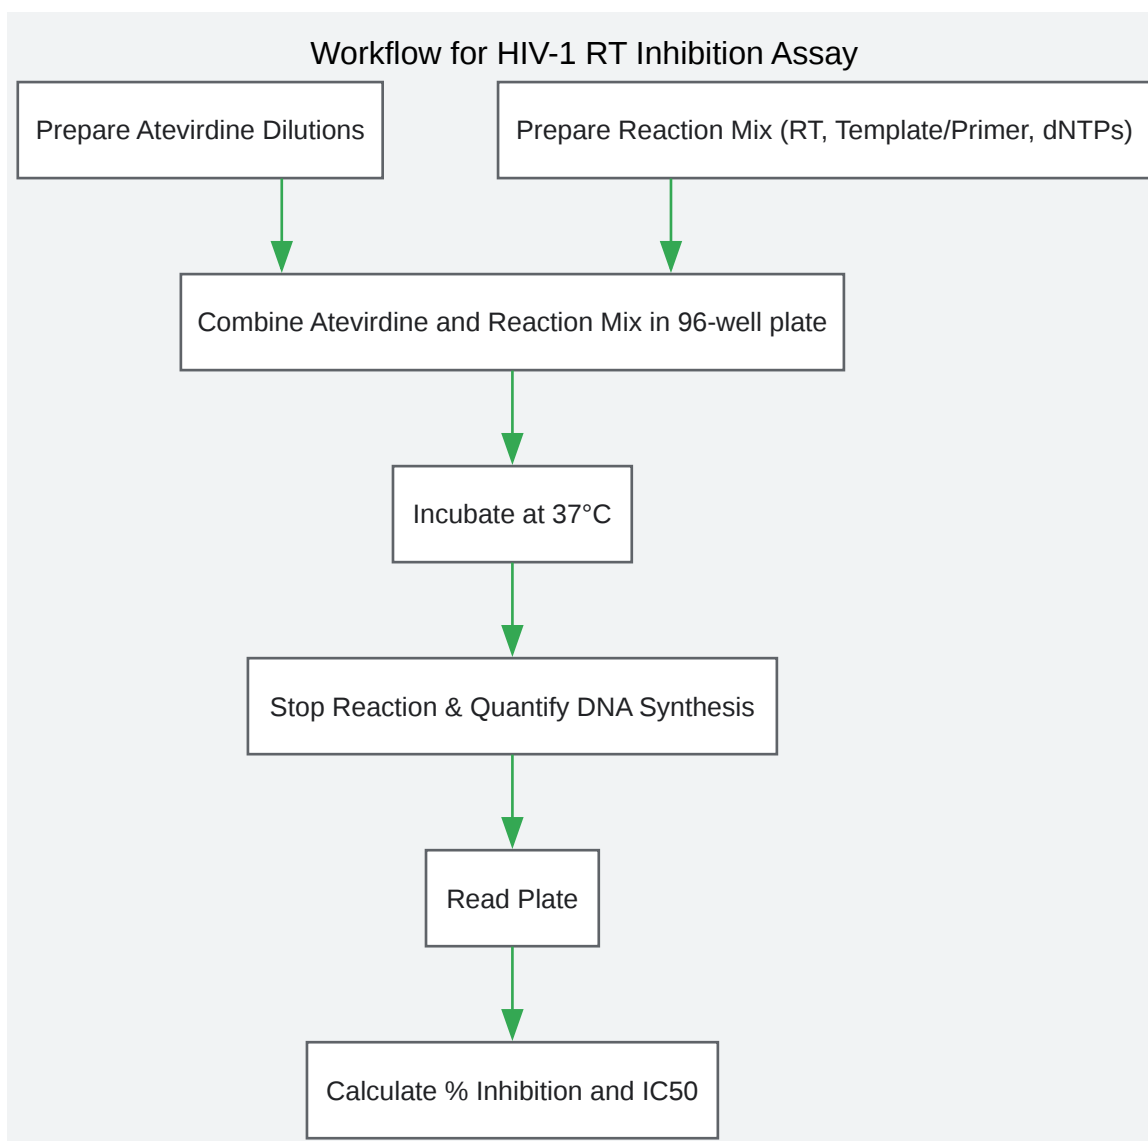 Workflow for HIV-1 RT Inhibition Assay
Prepare Atevirdine Dilutions
Prepare Reaction Mix (RT, Template/Primer, dNTPs)
Combine Atevirdine and Reaction Mix in 96-well plate
Incubate at 37°C
Stop Reaction & Quantify DNA Synthesis
Read Plate
Calculate % Inhibition and IC50